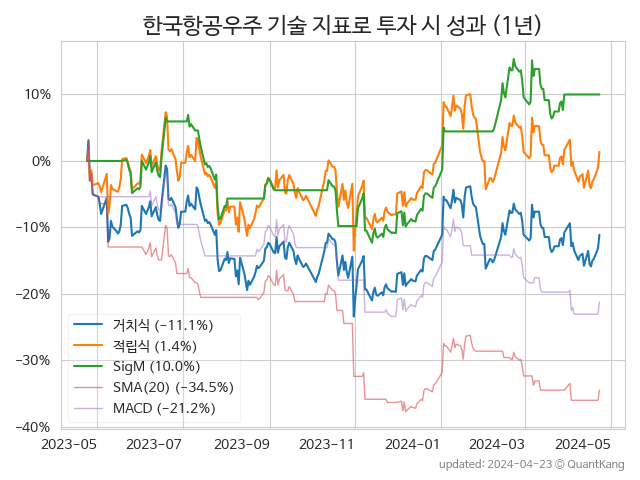 한국항공우주 기술 지표로 투자 시 성과 (1년)
10%
0%
−10%
−20%
−30%
−40%
거치식 (−11.1%)
적립식 (1.4%)
SigM (10.0%)
SMA(20) (−34.5%)
MACD (−21.2%)
2023−05
2023−07
2023−09
2023−11
2024−01
2024−03
2024−05
updated: 2024−04−23 © QuantKang